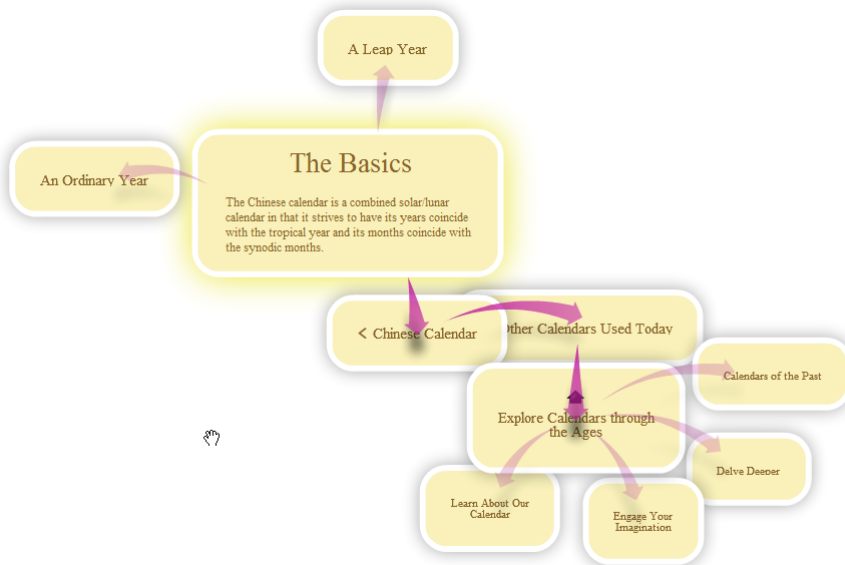 A Leap Year
The Basics
An Ordinary Year
The Chinese calendar is a combined solar/lunar
calendar in that it strives to have its years coincide
with the tropical year and its months coincide with
the synodic months.
< Chinese Calendar
Other Calendars Used Today
Calendars of the Past
Explore Calendars through
the Ages
Delve Deeper
Learn About Our
Calendar
Engage Your
Imagination